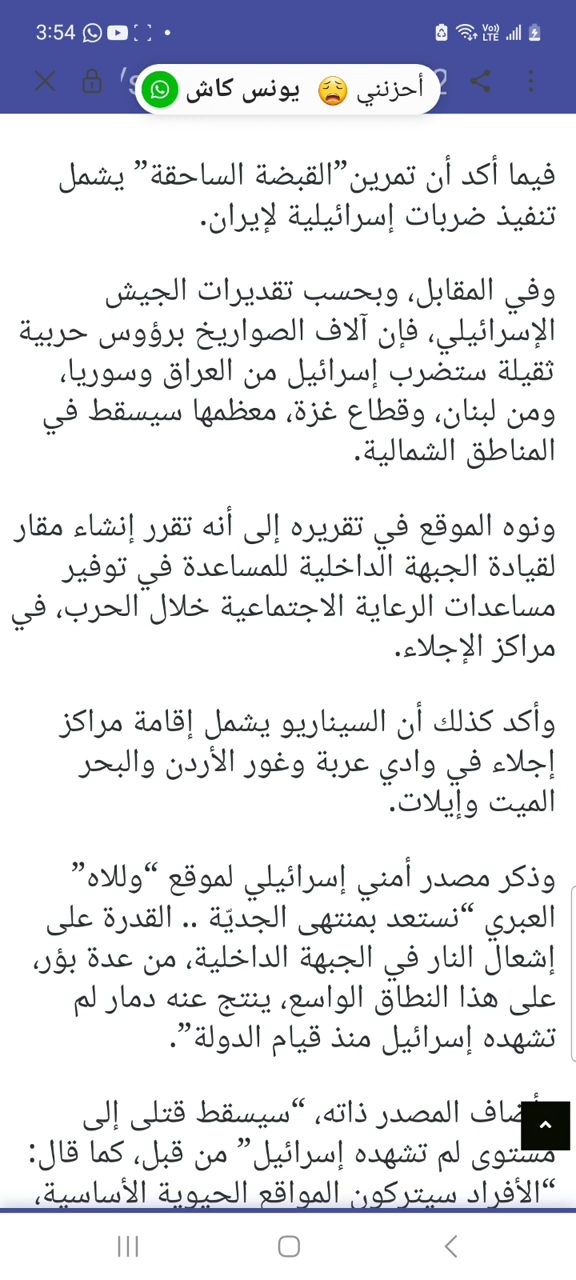 3:54
Vo))
LTE
يونس كاش 😩 أحزنني
فيما أكد أن تمرين”القبضة الساحقة” يشمل
تنفيذ ضربات إسرائيلية لإيران.
وفي المقابل، وبحسب تقديرات الجيش
الإسرائيلي، فإن آلاف الصواريخ برؤوس حربية
ثقيلة ستضرب إسرائيل من العراق وسوريا،
ومن لبنان، وقطاع غزة، معظمها سيسقط في
المناطق الشمالية.
ونوه الموقع في تقريره إلى أنه تقرر إنشاء مقار
لقيادة الجبهة الداخلية للمساعدة في توفير
مساعدات الرعاية الاجتماعية خلال الحرب، في
مراكز الإجلاء.
وأكد كذلك أن السيناريو يشمل إقامة مراكز
إجلاء في وادي عربة وغور الأردن والبحر
الميت وإيلات.
وذكر مصدر أمني إسرائيلي لموقع “وللاه”
العبري “نستعد بمنتهى الجديّة .. القدرة على
إشعال النار في الجبهة الداخلية، من عدة بؤر،
على هذا النطاق الواسع، ينتج عنه دمار لم
تشهده إسرائيل منذ قيام الدولة”.
وأضاف المصدر ذاته، “سيسقط قتلى إلى
مستوى لم تشهده إسرائيل” من قبل، كما قال:
“الأفراد سيتركون المواقع الحيوية الأساسية،